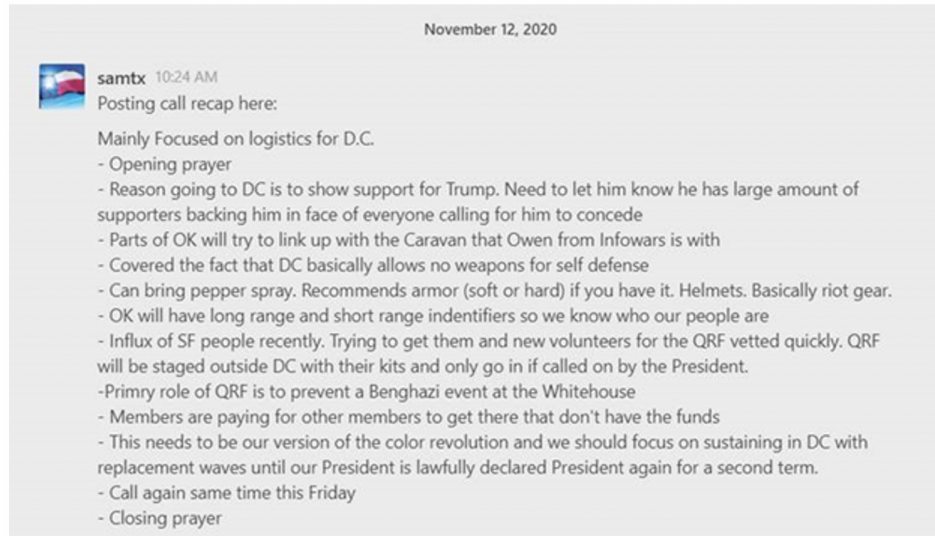 November 12, 2020
samtx 10:24 AM
Posting call recap here:
Mainly Focused on logistics for D.C.
- Opening prayer
- Reason going to DC is to show support for Trump. Need to let him know he has large amount of
supporters backing him in face of everyone calling for him to concede
- Parts of OK will try to link up with the Caravan that Owen from Infowars is with
- Covered the fact that DC basically allows no weapons for self defense
- Can bring pepper spray. Recommends armor (soft or hard) if you have it. Helmets. Basically riot gear.
- OK will have long range and short range indentifiers so we know who our people are
- Influx of SF people recently. Trying to get them and new volunteers for the QRF vetted quickly. QRF
will be staged outside DC with their kits and only go in if called on by the President.
-Primry role of QRF is to prevent a Benghazi event at the Whitehouse
- Members are paying for other members to get there that don't have the funds
- This needs to be our version of the color revolution and we should focus on sustaining in DC with
replacement waves until our President is lawfully declared President again for a second term.
- Call again same time this Friday
- Closing prayer